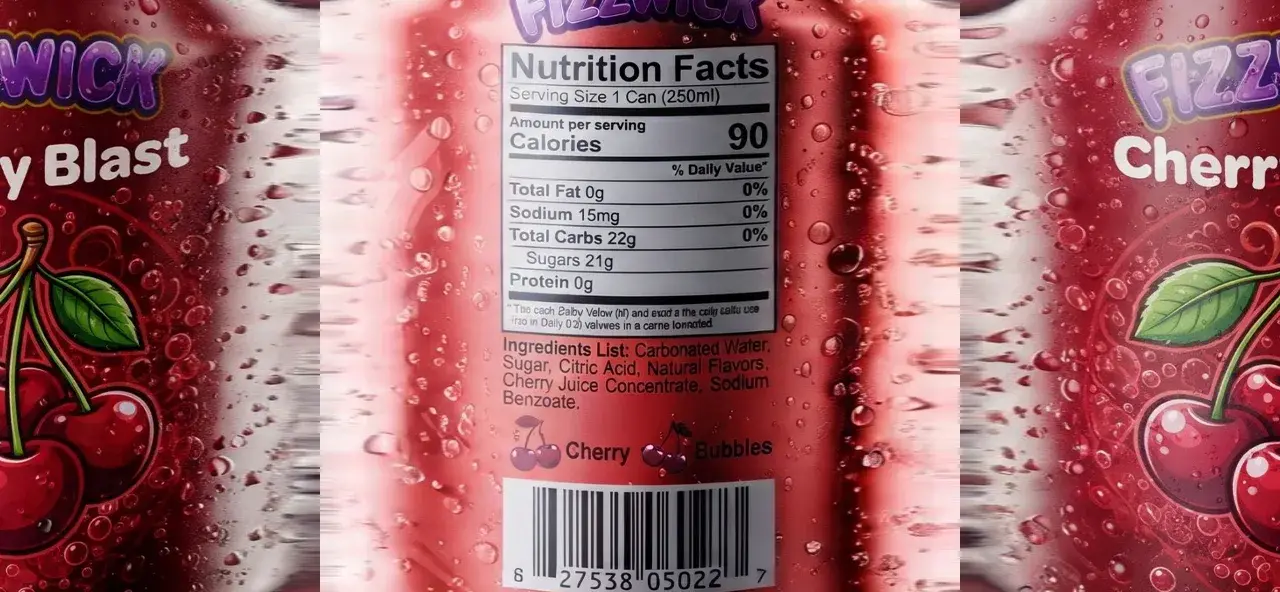 WICK
y Blast
FIZZWICK
Nutrition Facts
Serving Size 1 Can (250ml)
Amount per serving
Calories 90
% Daily Value*
Total Fat 0g 0%
Sodium 15mg 0%
Total Carbs 22g 0%
Sugars 21g
Protein 0g
Ingredients List: Carbonated Water,
Sugar, Citric Acid, Natural Flavors,
Cherry Juice Concentrate, Sodium
Benzoate.
Cherry Bubbles
6 27538 05022 7
FIZZ
Cherr